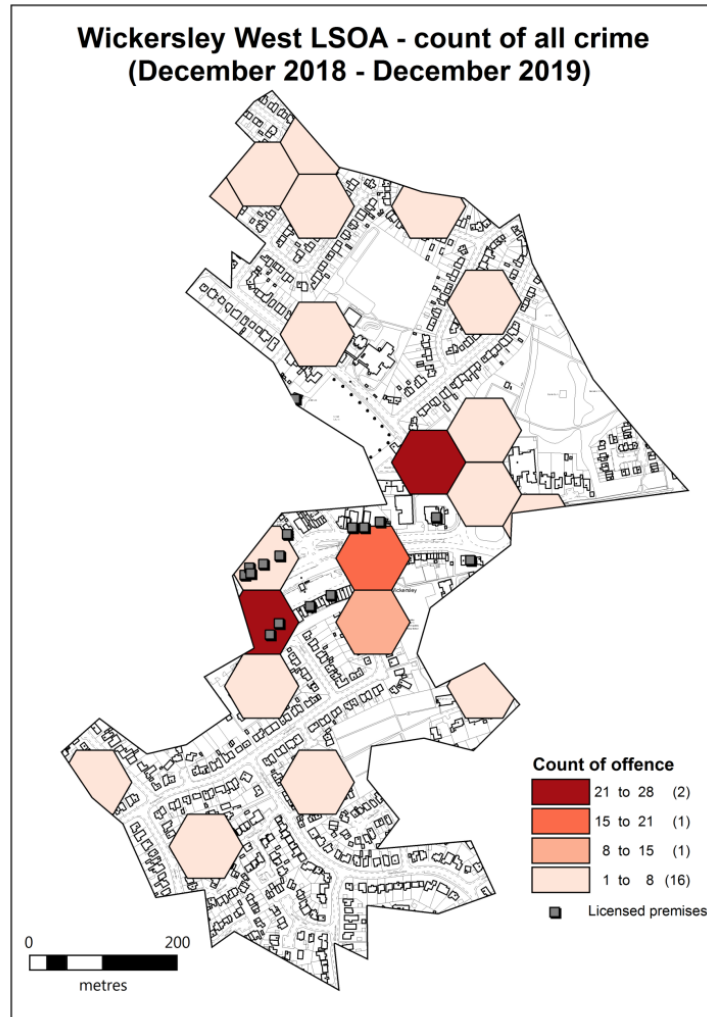 Wickersley West LSOA - count of all crime
(December 2018 - December 2019)
Wickersley
Count of offence
21 to 28 (2)
15 to 21 (1)
8 to 15 (1)
1 to 8 (16)
Licensed premises
0 200
metres